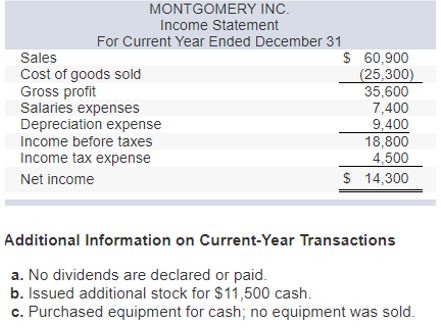 MONTGOMERY INC.
Income Statement
For Current Year Ended December 31
Sales $ 60,900
Cost of goods sold (25,300)
Gross profit 35,600
Salaries expenses 7,400
Depreciation expense 9,400
Income before taxes 18,800
Income tax expense 4,500
Net income $ 14,300
Additional Information on Current-Year Transactions
a. No dividends are declared or paid.
b. Issued additional stock for $11,500 cash.
c. Purchased equipment for cash; no equipment was sold.